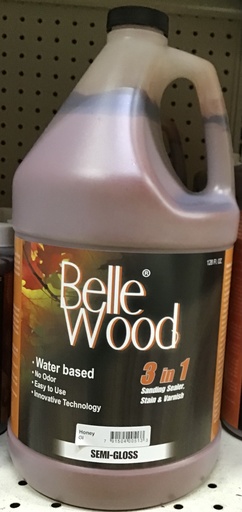 128 FL OZ
Belle®
Wood
• Water based
• No Odor
• Easy to Use
• Innovative Technology
3 in 1
Sanding Sealer,
Stain & Varnish
Honey
SEMI-GLOSS